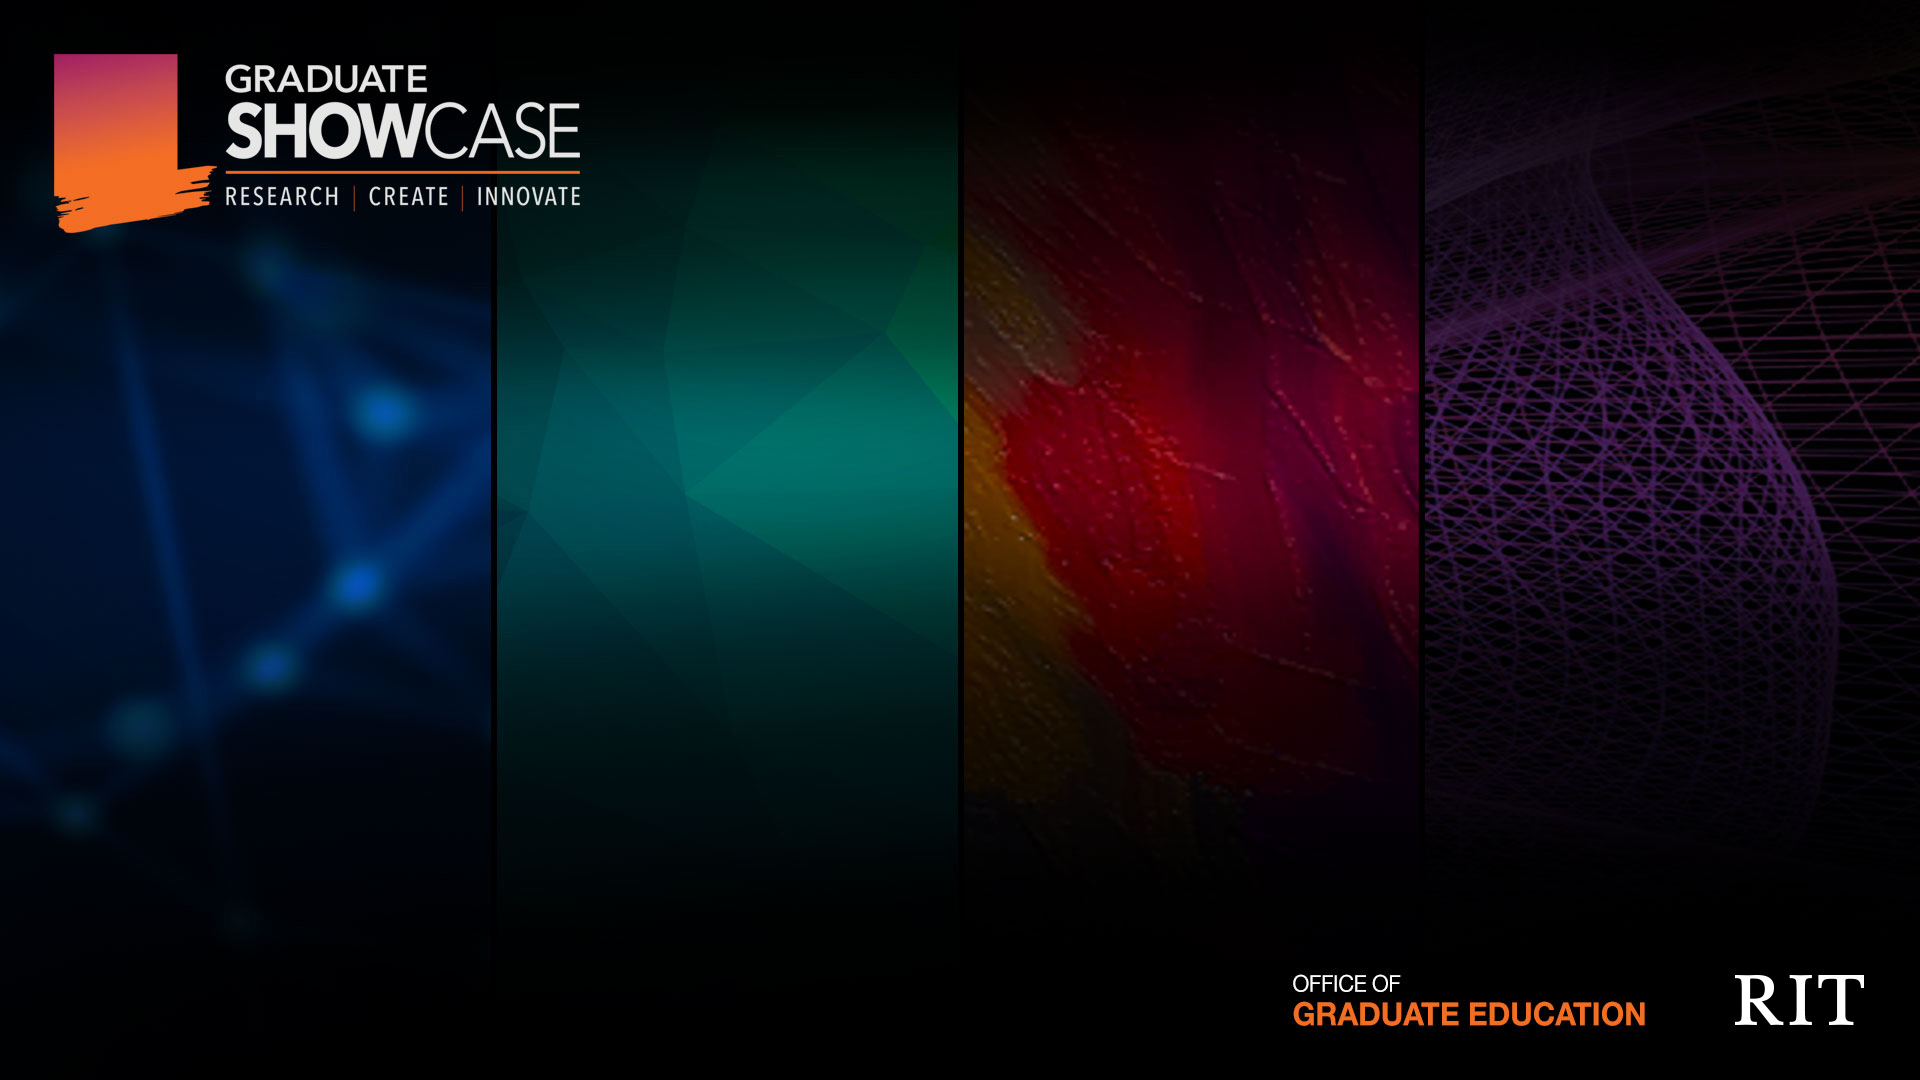 GRADUATE
SHOWCASE
RESEARCH | CREATE | INNOVATE
OFFICE OF
GRADUATE EDUCATION
RIT